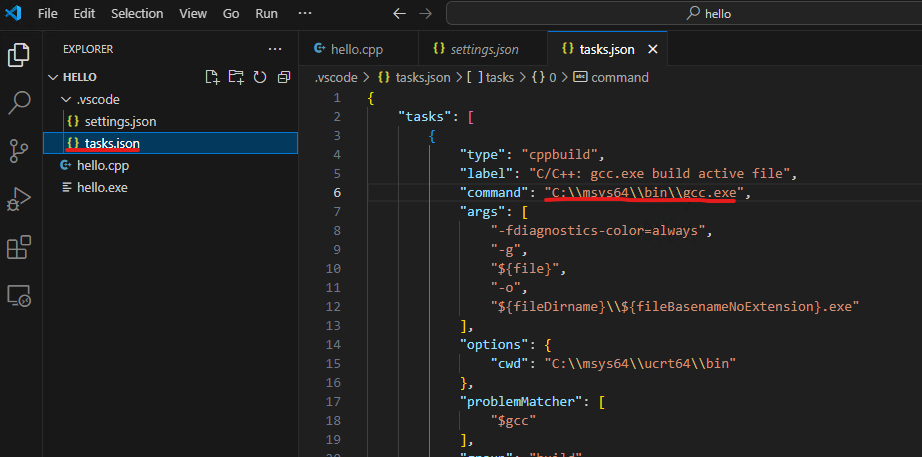 File Edit Selection View Go Run ··· hello
EXPLORER ···
hello.cpp settings.json tasks.json
HELLO
.vscode
settings.json
tasks.json
hello.cpp
hello.exe
.vscode > {} tasks.json > [ ] tasks > {} 0 > abc command
1 {
2 "tasks": [
3 {
4 "type": "cppbuild",
5 "label": "C/C++: gcc.exe build active file",
6 "command": "C:\\msys64\\bin\\gcc.exe",
7 "args": [
8 "-fdiagnostics-color=always",
9 "-g",
10 "${file}",
11 "-o",
12 "${fileDirname}\\${fileBasenameNoExtension}.exe"
13 ],
14 "options": {
15 "cwd": "C:\\msys64\\ucrt64\\bin"
16 },
17 "problemMatcher": [
18 "$gcc"
19 ],
20 "group": "build"